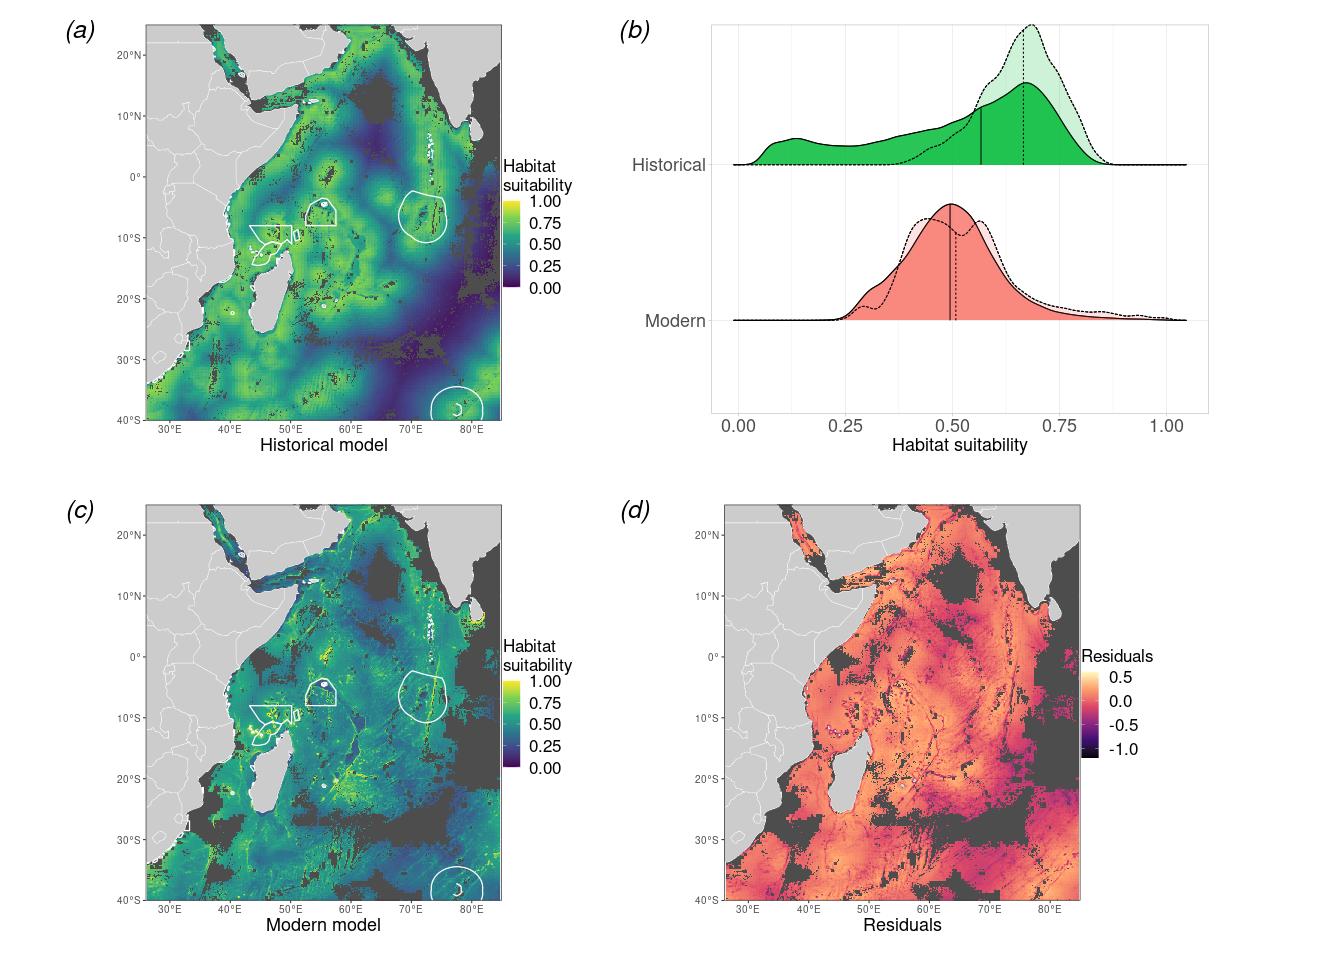 (a)
20°N
10°N
0°
10°S
20°S
30°S
40°S
30°E 40°E 50°E 60°E 70°E 80°E
Historical model
Habitat
suitability
1.00
0.75
0.50
0.25
0.00
(b)
Historical
Modern
0.00 0.25 0.50 0.75 1.00
Habitat suitability
(c)
20°N
10°N
0°
10°S
20°S
30°S
40°S
30°E 40°E 50°E 60°E 70°E 80°E
Modern model
Habitat
suitability
1.00
0.75
0.50
0.25
0.00
(d)
20°N
10°N
0°
10°S
20°S
30°S
40°S
30°E 40°E 50°E 60°E 70°E 80°E
Residuals
Residuals
0.5
0.0
-0.5
-1.0